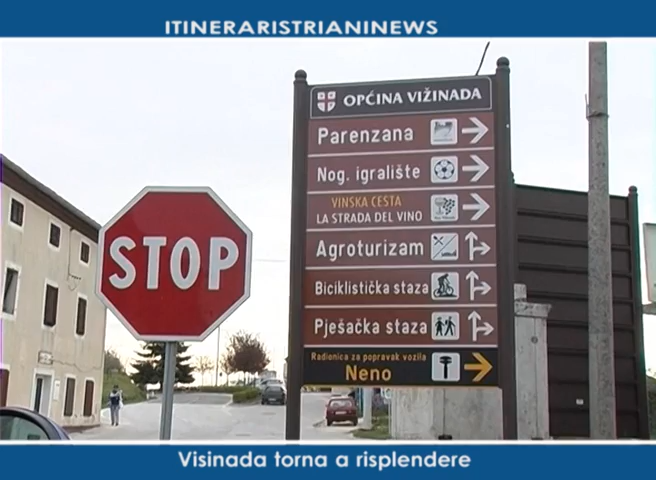 ITINERARISTRIANINEWS
OPĆINA VIŽINADA
Parenzana
Nog. igralište
VINSKA CESTA
LA STRADA DEL VINO
Agroturizam
Biciklistička staza
Pješačka staza
Radionica za popravak vozila
Neno
STOP
Visinada torna a risplendere